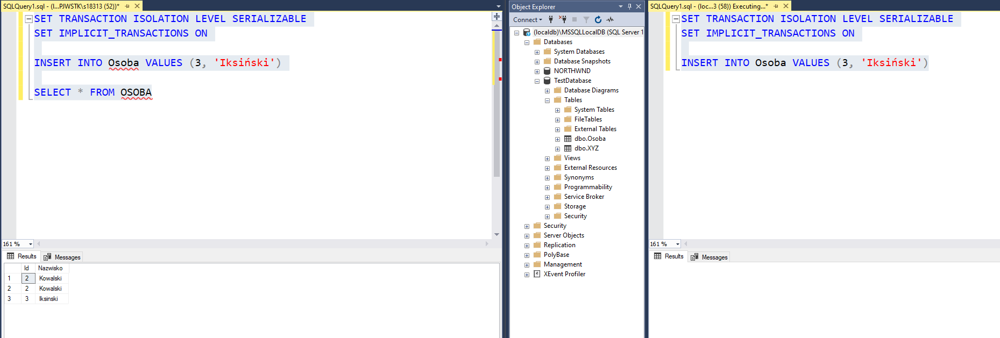 SQLQuery1.sql - (l...PJWSTK\s18313 (52))*
SET TRANSACTION ISOLATION LEVEL SERIALIZABLE
SET IMPLICIT_TRANSACTIONS ON
INSERT INTO Osoba VALUES (3, 'Iksiński')
SELECT * FROM OSOBA
161 %
Results Messages
Id Nazwisko
1 2 Kowalski
2 2 Kowalski
3 3 Iksinski
Object Explorer
Connect
(localdb)\MSSQLLocalDB (SQL Server 1
Databases
System Databases
Database Snapshots
NORTHWND
TestDatabase
Database Diagrams
Tables
System Tables
FileTables
External Tables
dbo.Osoba
dbo.XYZ
Views
External Resources
Synonyms
Programmability
Service Broker
Storage
Security
Security
Server Objects
Replication
PolyBase
Management
XEvent Profiler
SQLQuery1.sql - (loc...3 (58)) Executing...*
SET TRANSACTION ISOLATION LEVEL SERIALIZABLE
SET IMPLICIT_TRANSACTIONS ON
INSERT INTO Osoba VALUES (3, 'Iksiński')
161 %
Results Messages